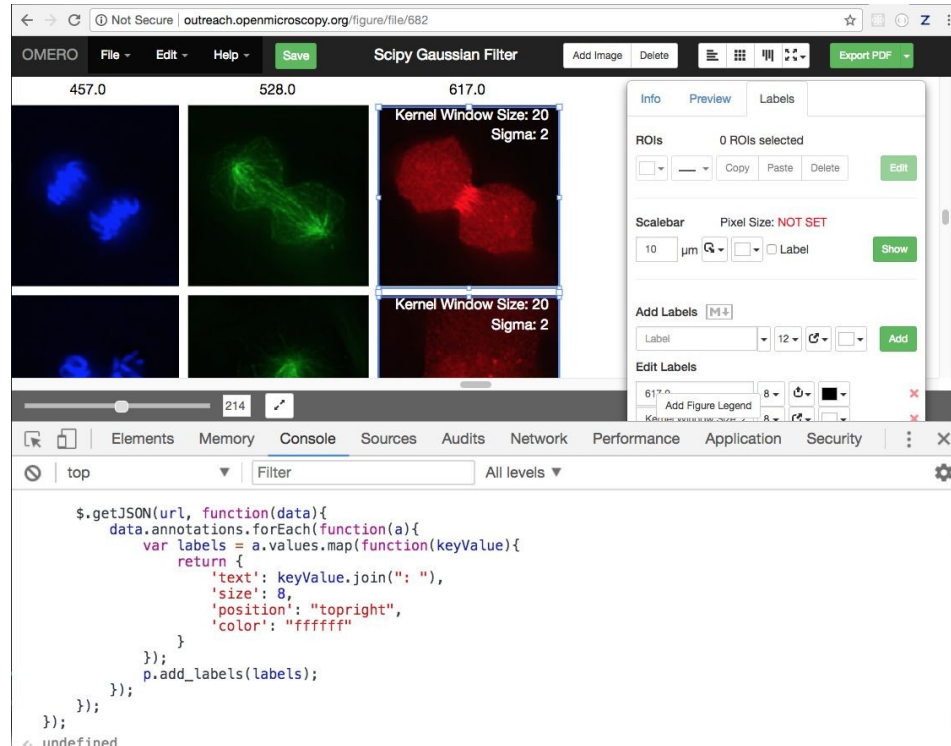 Not Secure | outreach.openmicroscopy.org/figure/file/682
Z
OMERO File Edit Help Save Scipy Gaussian Filter Add Image Delete Export PDF
457.0 528.0 617.0
Kernel Window Size: 20
Sigma: 2
Kernel Window Size: 20
Sigma: 2
Info Preview Labels
ROIs 0 ROIs selected
Copy Paste Delete Edit
Scalebar Pixel Size: NOT SET
10 μm Label Show
Add Labels M
Label 12 Add
Edit Labels
617.0 8
Add Figure Legend
Kernel Window Size 8
214
Elements Memory Console Sources Audits Network Performance Application Security
top Filter All levels
$.getJSON(url, function(data){
data.annotations.forEach(function(a){
var labels = a.values.map(function(keyValue){
return {
'text': keyValue.join(": "),
'size': 8,
'position': "topright",
'color': "ffffff"
}
});
p.add_labels(labels);
});
});
});
undefined